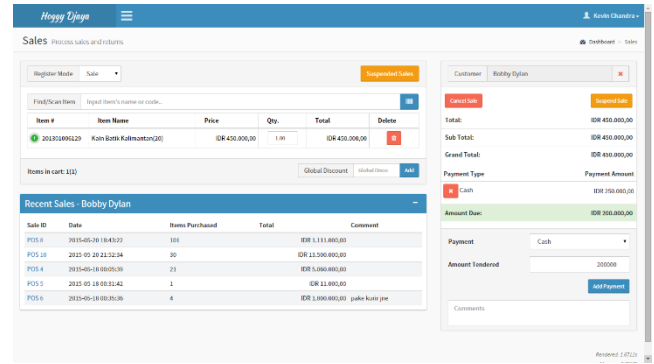 Hoggy Djaya
Kevin Chandra
Sales Process sales and returns
Dashboard > Sales
Register Mode Sale
Suspended Sales
Customer Bobby Dylan
Find/Scan Item Input item's name or code...
Cancel Sale Suspend Sale
Item # Item Name Price Qty. Total Delete
201301006129 Kain Batik Kalimantan(20) IDR 450.000,00 1.00 IDR 450.000,00
Total: IDR 450.000,00
Sub Total: IDR 450.000,00
Grand Total: IDR 450.000,00
Items in cart: 1(1)
Global Discount Global Disco Add
Payment Type Payment Amount
Cash IDR 250.000,00
Amount Due: IDR 200.000,00
Recent Sales - Bobby Dylan
Sale ID Date Items Purchased Total Comment
POS 8 2015-05-20 18:43:22 101 IDR 1.111.000,00
POS 10 2015-05-20 21:52:34 30 IDR 13.500.000,00
POS 4 2015-05-18 00:05:39 21 IDR 5.060.000,00
POS 5 2015-05-18 00:31:42 1 IDR 11.000,00
POS 6 2015-05-18 00:35:36 4 IDR 1.000.000,00 pake kurir jne
Payment Cash
Amount Tendered 200000
Add Payment
Comments